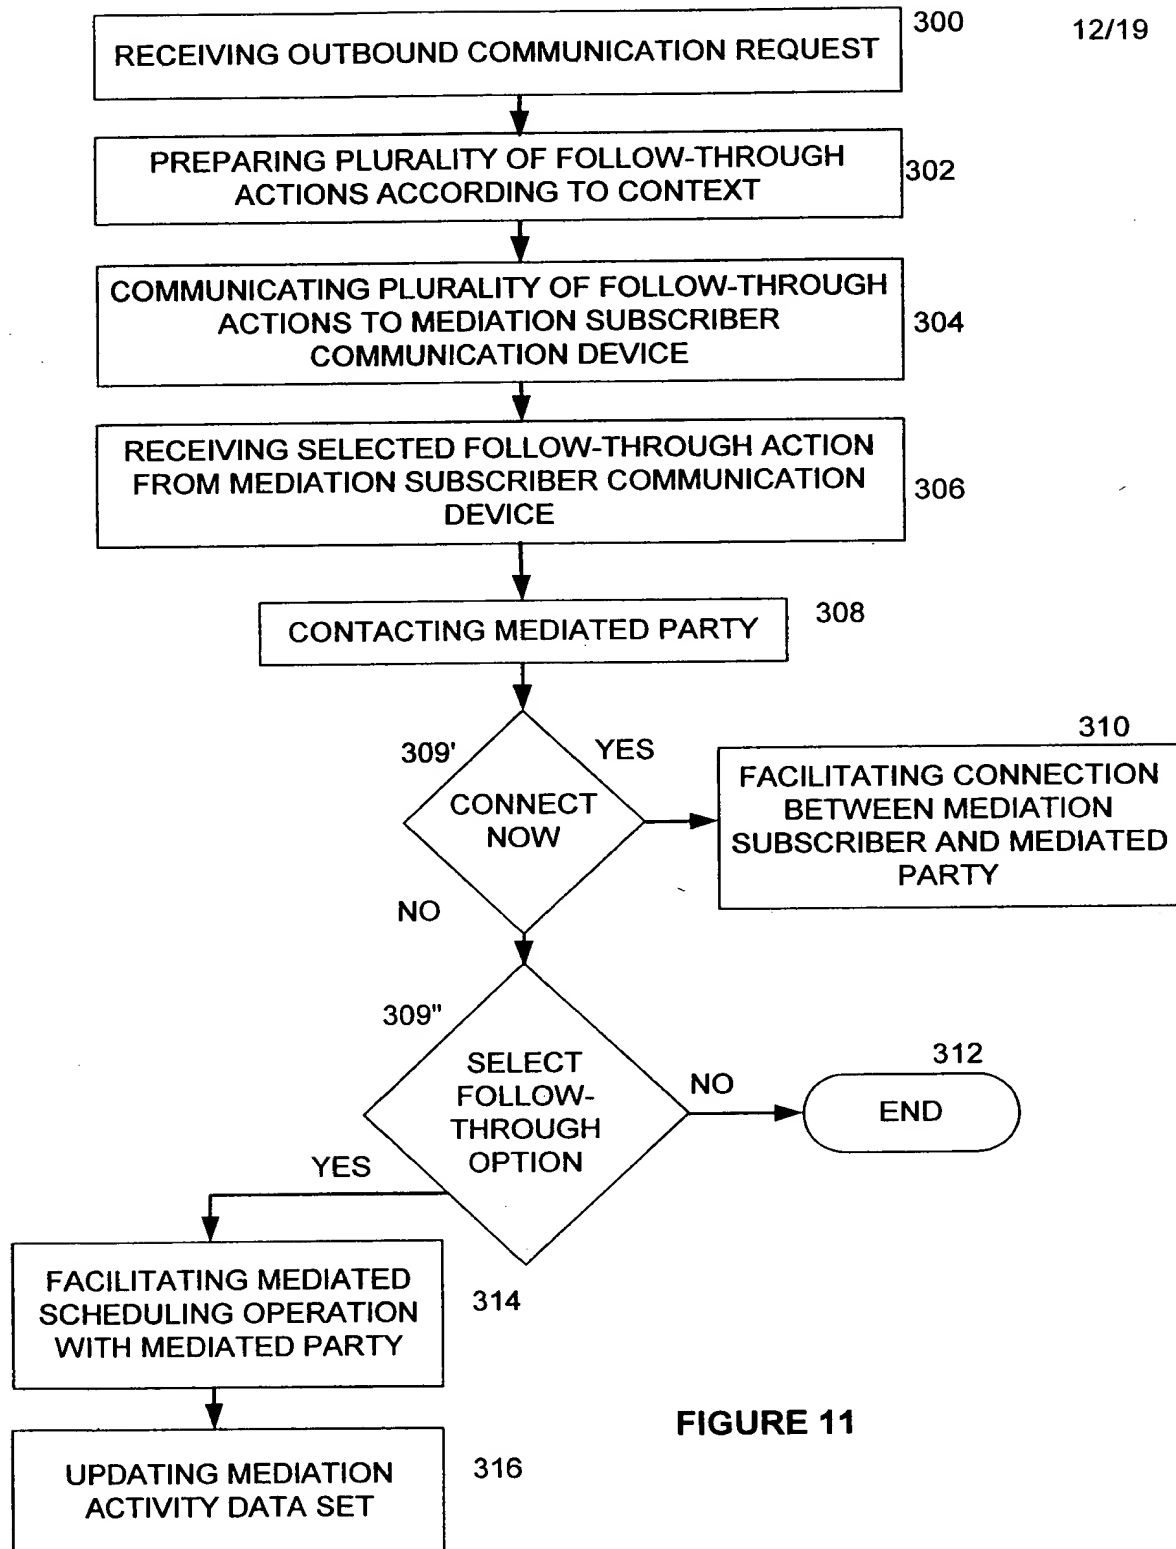 300
12/19
RECEIVING OUTBOUND COMMUNICATION REQUEST
PREPARING PLURALITY OF FOLLOW-THROUGH
ACTIONS ACCORDING TO CONTEXT
302
COMMUNICATING PLURALITY OF FOLLOW-THROUGH
ACTIONS TO MEDIATION SUBSCRIBER
COMMUNICATION DEVICE
304
RECEIVING SELECTED FOLLOW-THROUGH ACTION
FROM MEDIATION SUBSCRIBER COMMUNICATION
DEVICE
306
CONTACTING MEDIATED PARTY
308
309'
YES
CONNECT
NOW
NO
310
FACILITATING CONNECTION
BETWEEN MEDIATION
SUBSCRIBER AND MEDIATED
PARTY
309"
SELECT
FOLLOW-
THROUGH
OPTION
NO
312
END
YES
FACILITATING MEDIATED
SCHEDULING OPERATION
WITH MEDIATED PARTY
314
UPDATING MEDIATION
ACTIVITY DATA SET
316
FIGURE 11